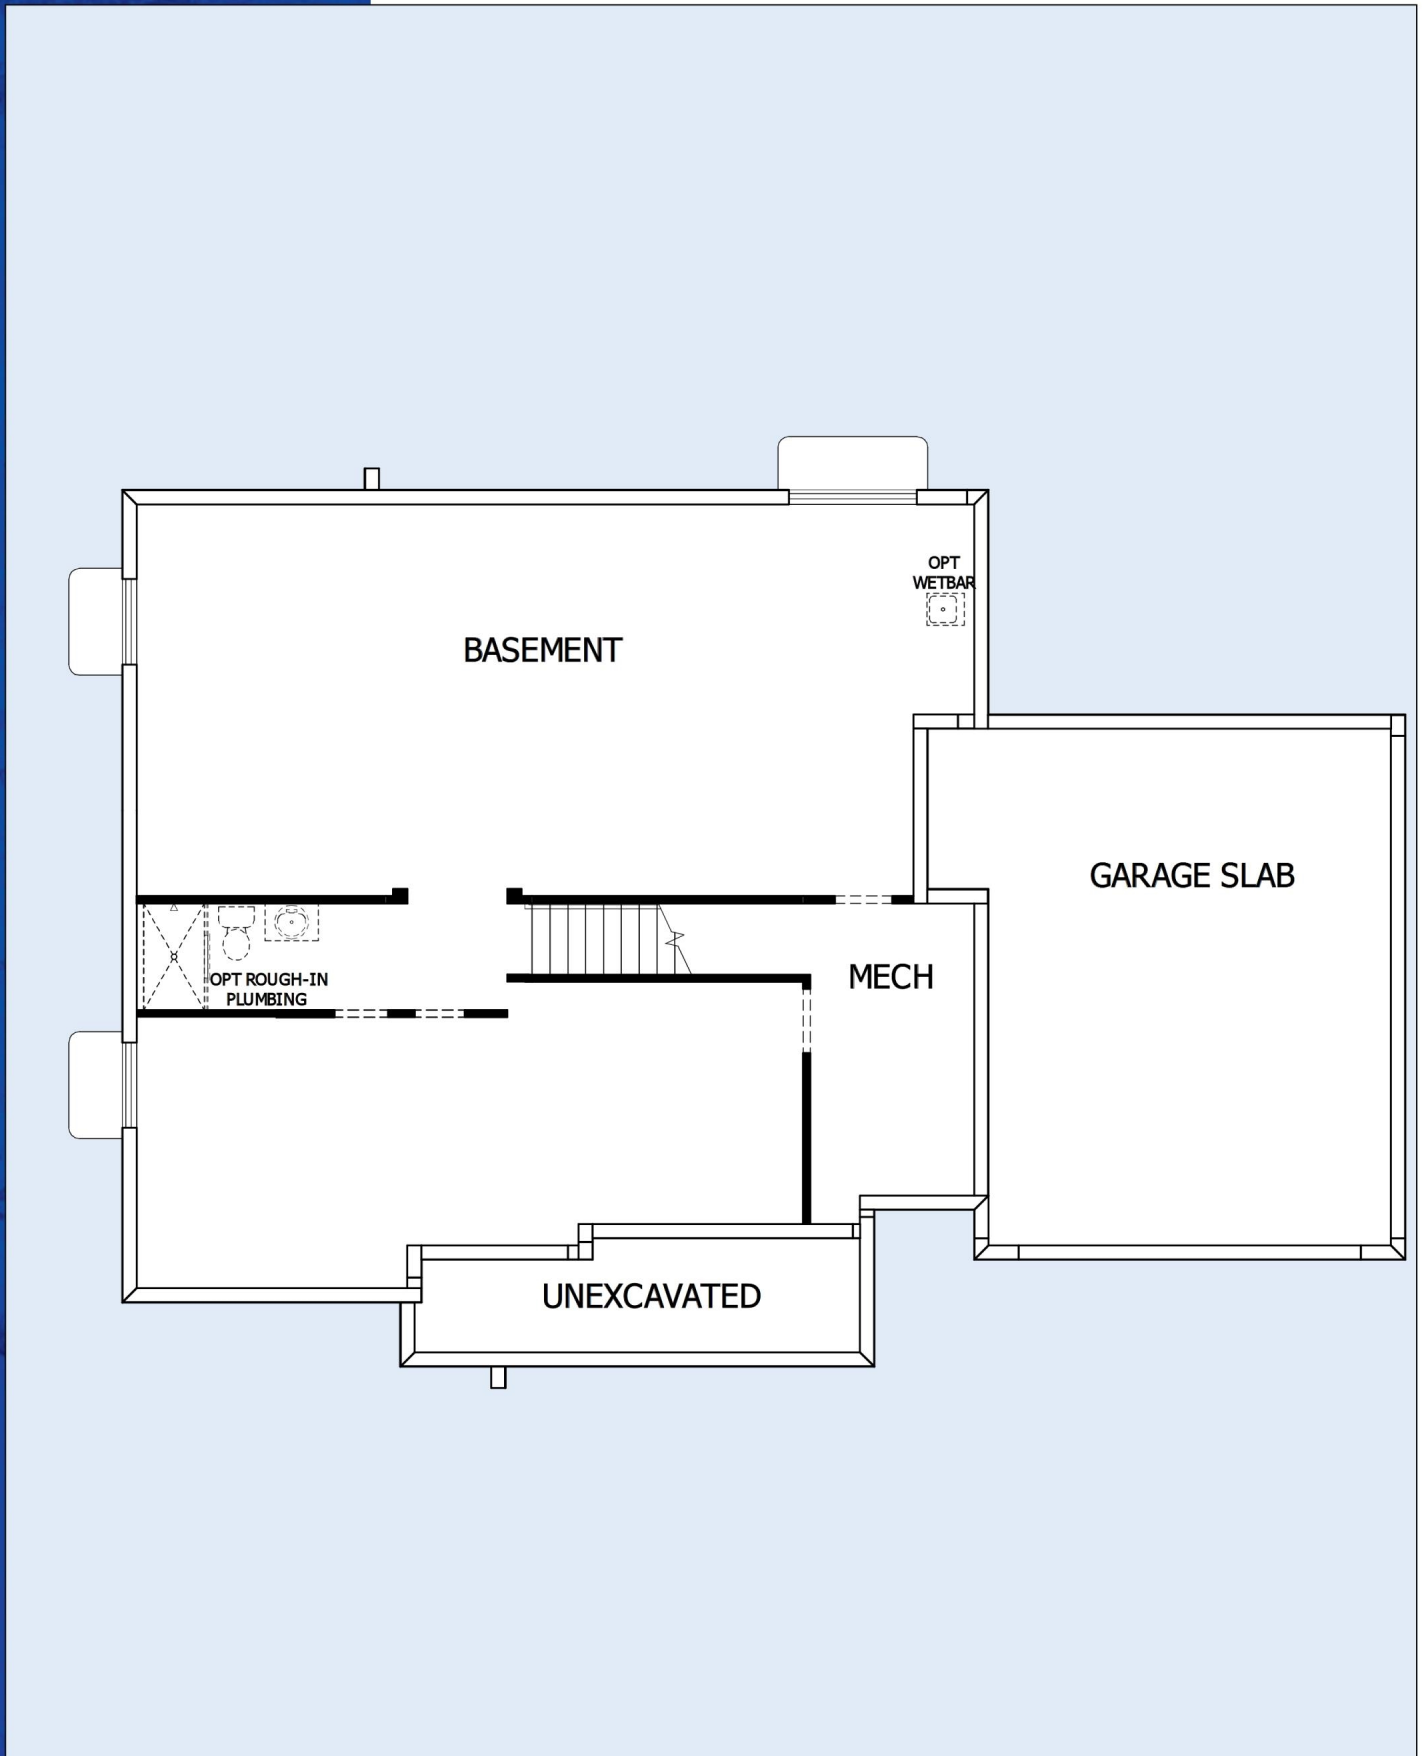 OPT
WETBAR
BASEMENT
GARAGE SLAB
MECH
OPT ROUGH-IN
PLUMBING
UNEXCAVATED